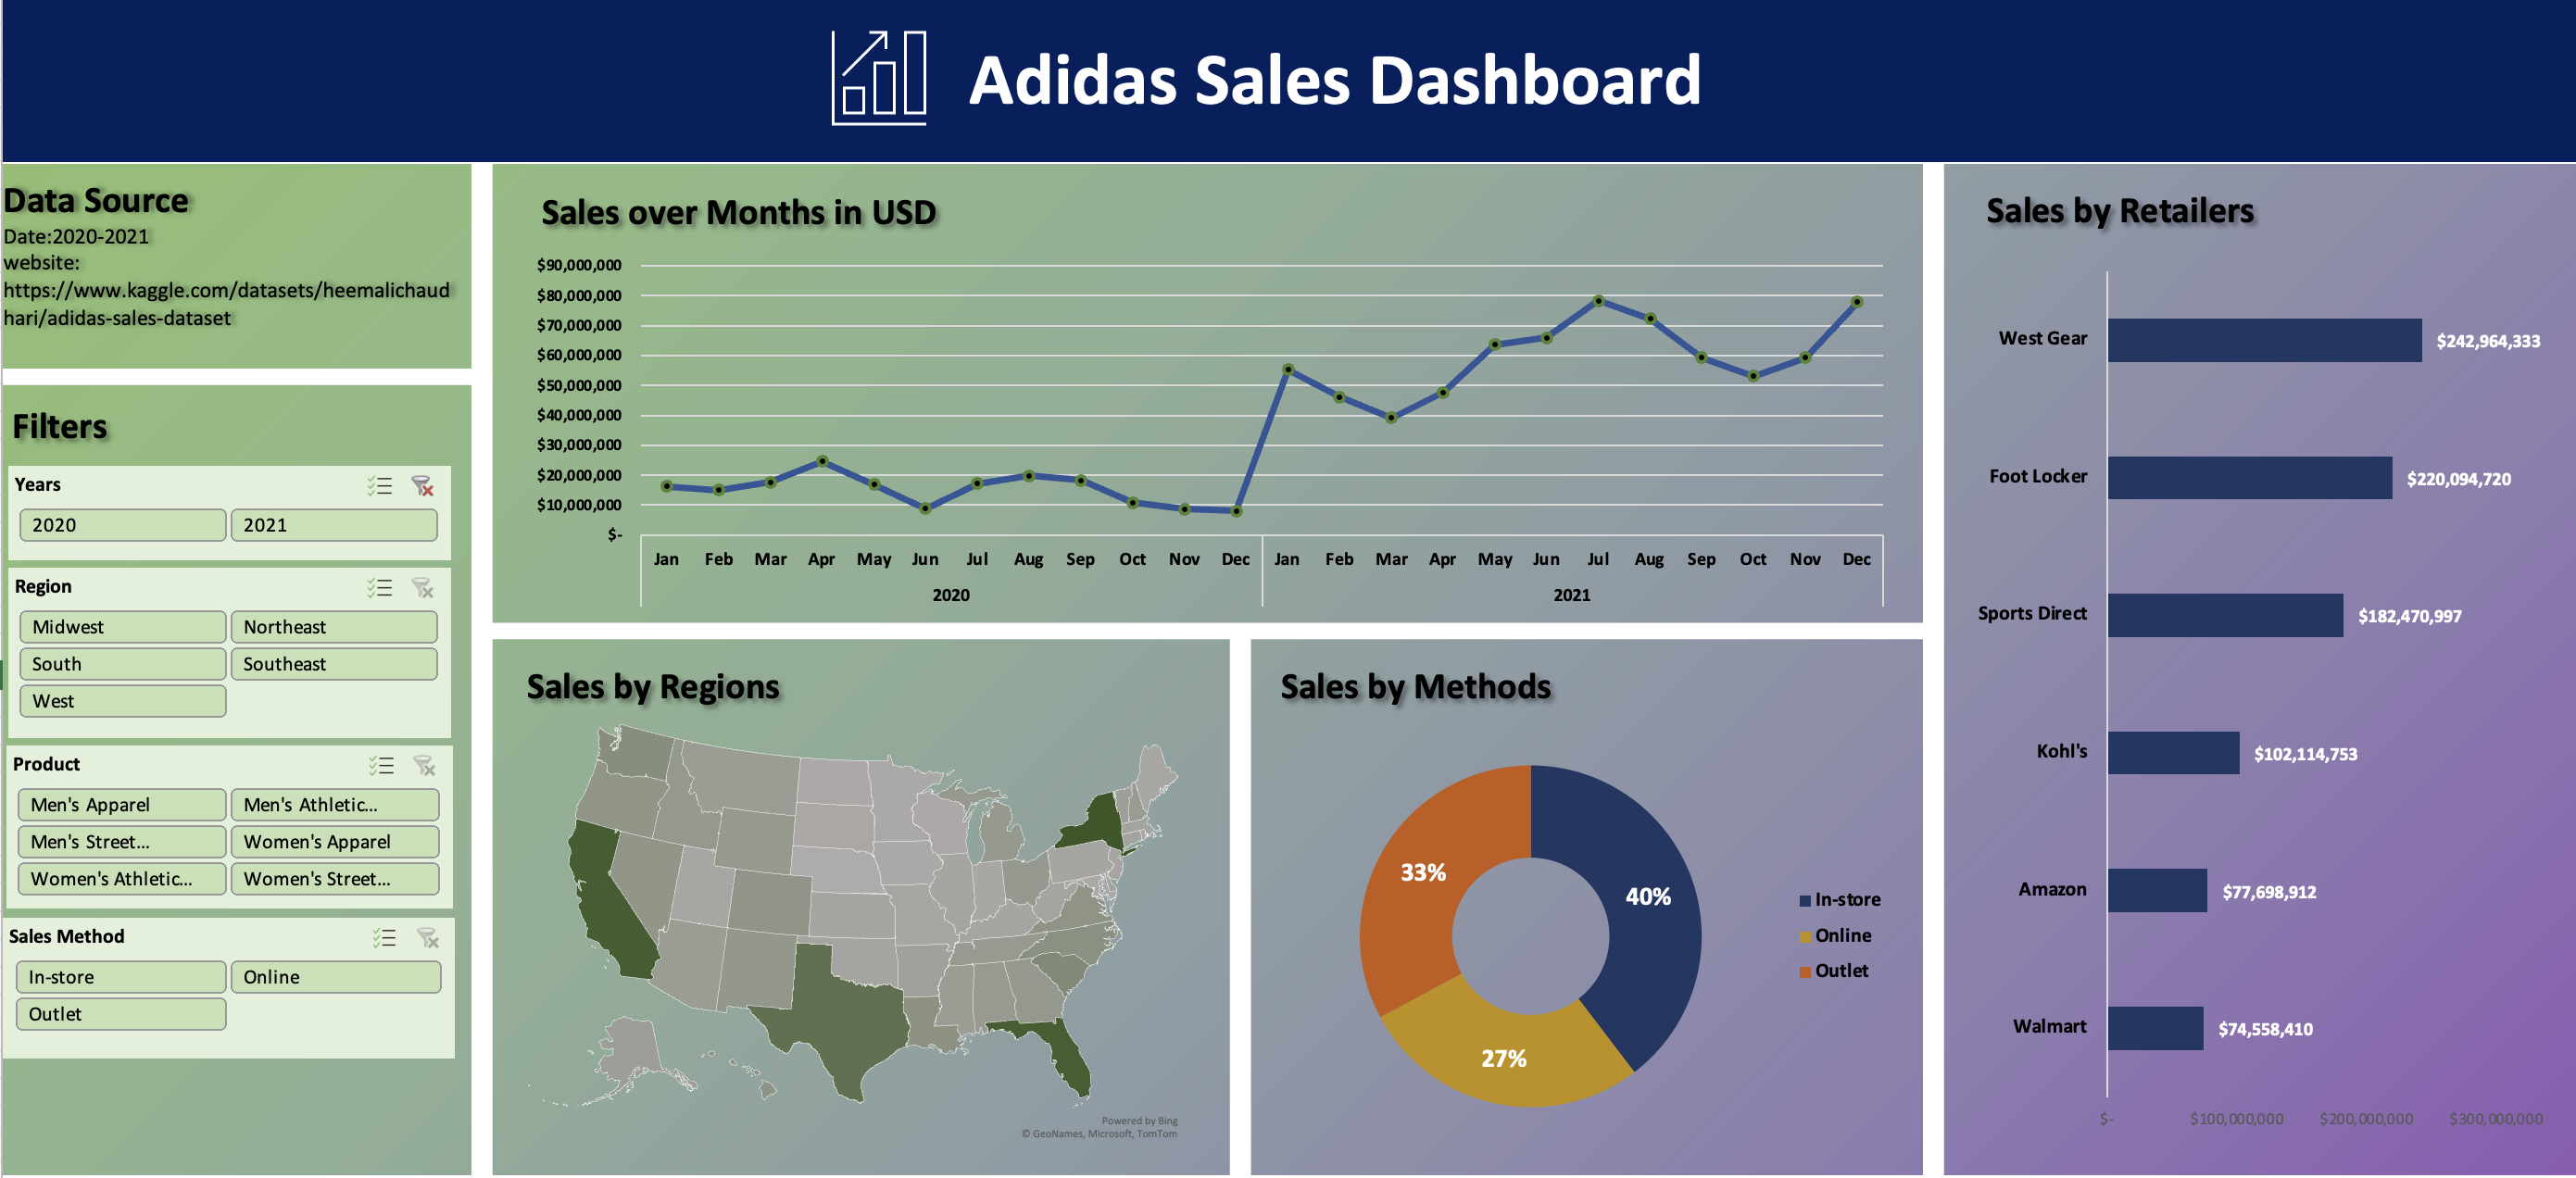 Adidas Sales Dashboard
Data Source
Date:2020-2021
website:
https://www.kaggle.com/datasets/heemalichaud
hari/adidas-sales-dataset
Filters
Years
2020 2021
Region
Midwest Northeast
South Southeast
West
Product
Men's Apparel Men's Athletic...
Men's Street... Women's Apparel
Women's Athletic... Women's Street...
Sales Method
In-store Online
Outlet
Sales over Months in USD
$90,000,000
$80,000,000
$70,000,000
$60,000,000
$50,000,000
$40,000,000
$30,000,000
$20,000,000
$10,000,000
$-
Jan Feb Mar Apr May Jun Jul Aug Sep Oct Nov Dec Jan Feb Mar Apr May Jun Jul Aug Sep Oct Nov Dec
2020 2021
Sales by Regions
Powered by Bing
© GeoNames, Microsoft, TomTom
Sales by Methods
33%
40%
27%
In-store
Online
Outlet
Sales by Retailers
West Gear $242,964,333
Foot Locker $220,094,720
Sports Direct $182,470,997
Kohl's $102,114,753
Amazon $77,698,912
Walmart $74,558,410
$- $100,000,000 $200,000,000 $300,000,000